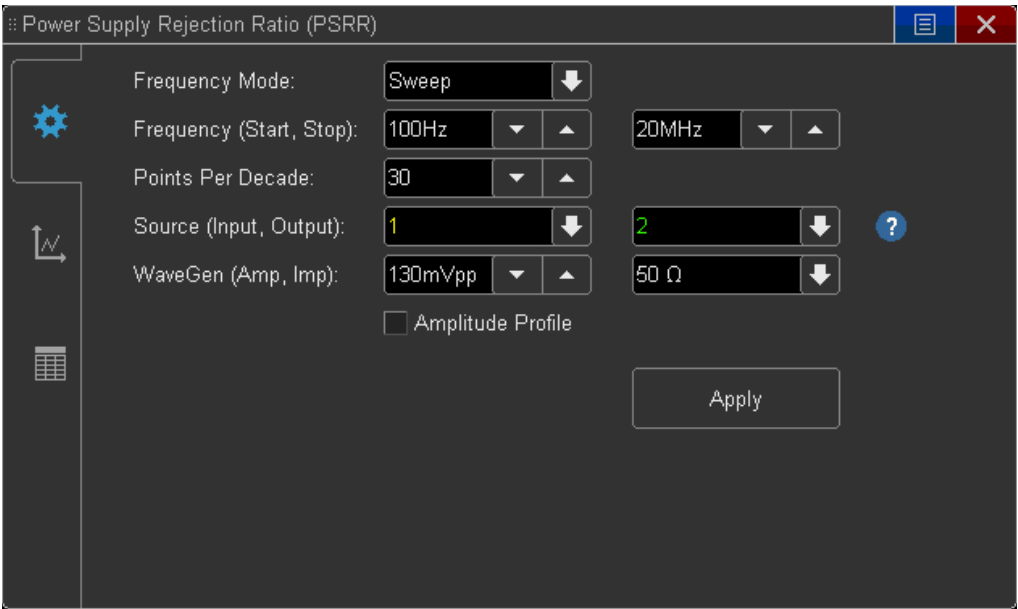 Power Supply Rejection Ratio (PSRR)
Frequency Mode: Sweep
Frequency (Start, Stop): 100Hz 20MHz
Points Per Decade: 30
Source (Input, Output): 1 2 ?
WaveGen (Amp, Imp): 130mVpp 50 Ω
Amplitude Profile
Apply